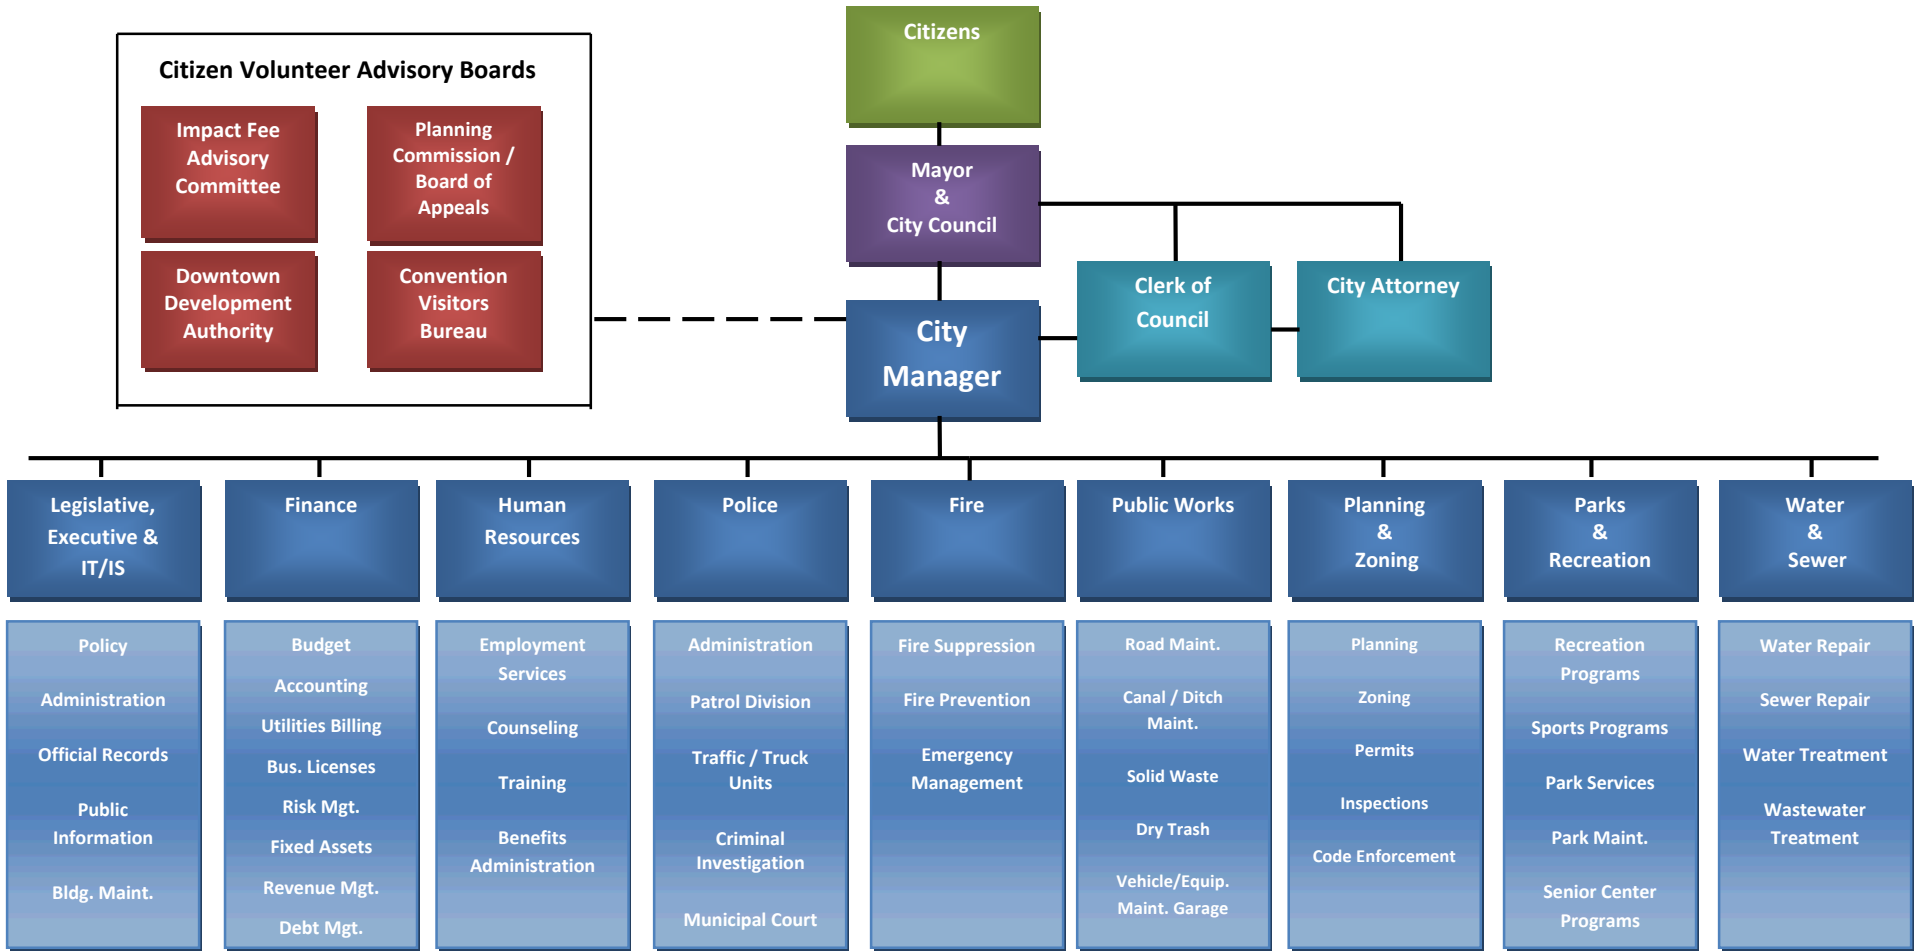 Citizen Volunteer Advisory Boards
Impact Fee
Advisory
Committee
Planning
Commission /
Board of
Appeals
Downtown
Development
Authority
Convention
Visitors
Bureau
Citizens
Mayor
&
City Council
City
Manager
Clerk of
Council
City Attorney
Legislative,
Executive &
IT/IS
Finance
Human
Resources
Police
Fire
Public Works
Planning
&
Zoning
Parks
&
Recreation
Water
&
Sewer
Policy
Administration
Official Records
Public
Information
Bldg. Maint.
Budget
Accounting
Utilities Billing
Bus. Licenses
Risk Mgt.
Fixed Assets
Revenue Mgt.
Debt Mgt.
Employment
Services
Counseling
Training
Benefits
Administration
Administration
Patrol Division
Traffic / Truck
Units
Criminal
Investigation
Municipal Court
Fire Suppression
Fire Prevention
Emergency
Management
Road Maint.
Canal / Ditch
Maint.
Solid Waste
Dry Trash
Vehicle/Equip.
Maint. Garage
Planning
Zoning
Permits
Inspections
Code Enforcement
Recreation
Programs
Sports Programs
Park Services
Park Maint.
Senior Center
Programs
Water Repair
Sewer Repair
Water Treatment
Wastewater
Treatment